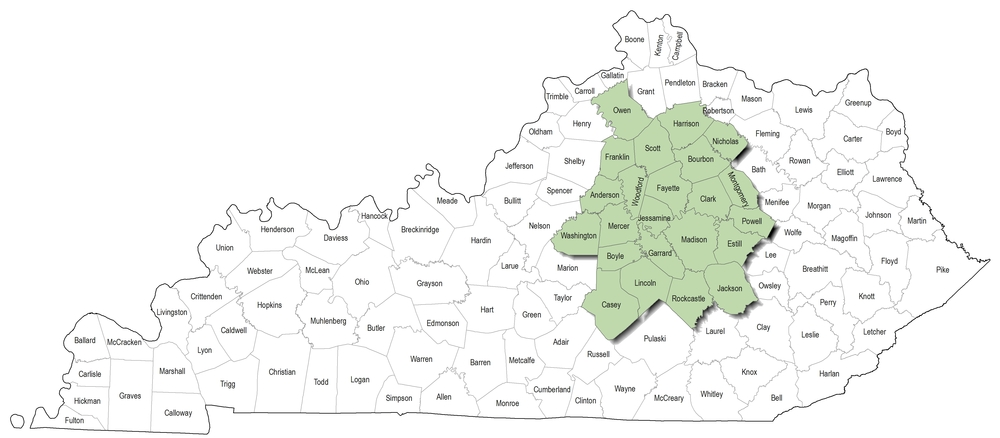 Boone
Kenton
Campbell
Gallatin
Grant
Pendleton
Bracken
Trimble
Carroll
Owen
Robertson
Mason
Lewis
Greenup
Oldham
Henry
Harrison
Nicholas
Fleming
Carter
Boyd
Jefferson
Shelby
Franklin
Scott
Bourbon
Bath
Rowan
Elliott
Lawrence
Spencer
Bullitt
Anderson
Woodford
Fayette
Clark
Montgomery
Menifee
Morgan
Johnson
Martin
Hancock
Meade
Breckinridge
Henderson
Daviess
Hardin
Nelson
Washington
Mercer
Jessamine
Madison
Powell
Estill
Wolfe
Magoffin
Union
Webster
McLean
Ohio
Grayson
Larue
Marion
Boyle
Garrard
Lee
Breathitt
Floyd
Pike
Crittenden
Livingston
Hopkins
Muhlenberg
Butler
Edmonson
Hart
Green
Taylor
Casey
Lincoln
Rockcastle
Jackson
Owsley
Perry
Knott
Ballard
McCracken
Caldwell
Lyon
Adair
Pulaski
Laurel
Clay
Leslie
Letcher
Carlisle
Marshall
Trigg
Christian
Todd
Logan
Warren
Barren
Metcalfe
Russell
Knox
Harlan
Hickman
Graves
Calloway
Fulton
Simpson
Allen
Monroe
Cumberland
Clinton
Wayne
McCreary
Whitley
Bell